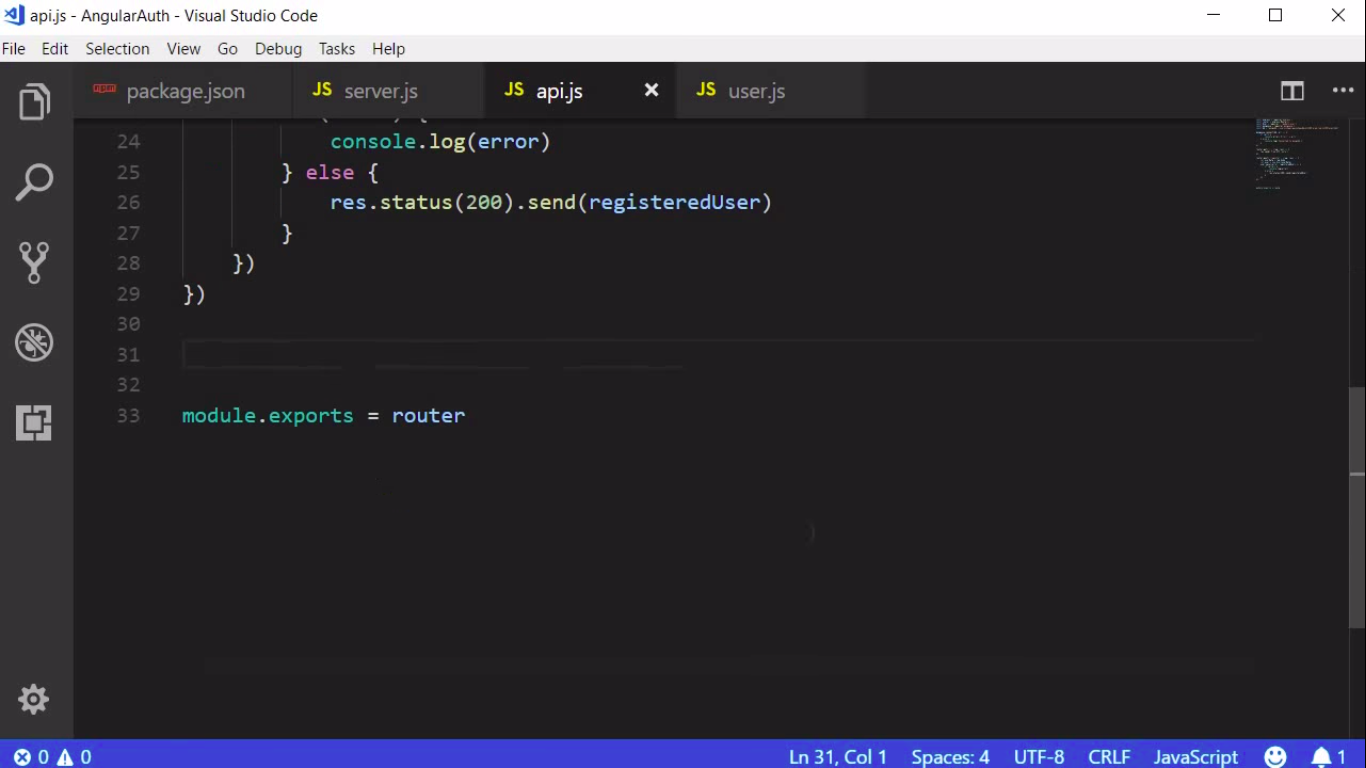 api.js - AngularAuth - Visual Studio Code
File Edit Selection View Go Debug Tasks Help
npm package.json JS server.js JS api.js JS user.js
24 console.log(error)
25 } else {
26 res.status(200).send(registeredUser)
27 }
28 })
29 })
30
31
32
33 module.exports = router
0 0 Ln 31, Col 1 Spaces: 4 UTF-8 CRLF JavaScript 1